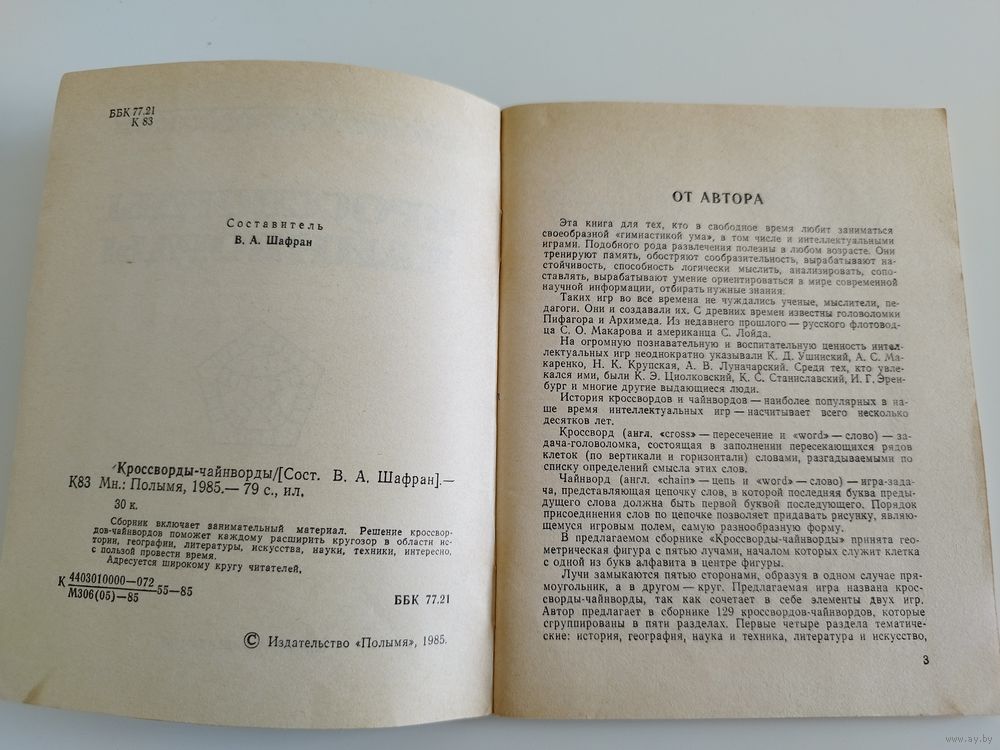 ББК 77.21
К 83
Составитель
В. А. Шафран
Кроссворды-чайнворды/[Сост. В. А. Шафран].—
К83 Мн.: Полымя, 1985.— 79 с., ил.
30 к.
Сборник включает занимательный материал. Решение кроссвор-
дов-чайнвордов поможет каждому расширить кругозор в области ис-
тории, географии, литературы, искусства, науки, техники, интересно,
с пользой провести время.
Адресуется широкому кругу читателей.
К 4403010000—072
М306(05)—85 55—85
ББК 77.21
© Издательство «Полымя», 1985.
ОТ АВТОРА
Эта книга для тех, кто в свободное время любит заниматься
своеобразной «гимнастикой ума», в том числе и интеллектуальными
играми. Подобного рода развлечения полезны в любом возрасте. Они
тренируют память, обостряют сообразительность, вырабатывают на-
стойчивость, способность логически мыслить, анализировать, сопо-
ставлять, вырабатывают умение ориентироваться в мире современной
научной информации, отбирать нужные знания.
Таких игр во все времена не чуждались ученые, мыслители, пе-
дагоги. Они и создавали их. С древних времен известны головоломки
Пифагора и Архимеда. Из недавнего прошлого — русского флотовод-
ца С. О. Макарова и американца С. Лойда.
На огромную познавательную и воспитательную ценность интел-
лектуальных игр неоднократно указывали К. Д. Ушинский, А. С. Ма-
каренко, Н. К. Крупская, А. В. Луначарский. Среди тех, кто увле-
кался ими, были К. Э. Циолковский, К. С. Станиславский, И. Г. Эрен-
бург и многие другие выдающиеся люди.
История кроссвордов и чайнвордов — наиболее популярных в на-
ше время интеллектуальных игр — насчитывает всего несколько
десятков лет.
Кроссворд (англ. «cross» — пересечение и «word» — слово) — за-
дача-головоломка, состоящая в заполнении пересекающихся рядов
клеток (по вертикали и горизонтали) словами, разгадываемыми по
списку определений смысла этих слов.
Чайнворд (англ. «chain» — цепь и «word» — слово) — игра-зада-
ча, представляющая цепочку слов, в которой последняя буква преды-
дущего слова должна быть первой буквой последующего. Порядок
присоединения слов по цепочке позволяет придавать рисунку, являю-
щемуся игровым полем, самую разнообразную форму.
В предлагаемом сборнике «Кроссворды-чайнворды» принята гео-
метрическая фигура с пятью лучами, началом которых служит клетка
с одной из букв алфавита в центре фигуры.
Лучи замыкаются пятью сторонами, образуя в одном случае пря-
моугольник, а в другом — круг. Предлагаемая игра названа крос-
сворды-чайнворды, так как сочетает в себе элементы двух игр.
Автор предлагает в сборнике 129 кроссвордов-чайнвордов, которые
сгруппированы в пяти разделах. Первые четыре раздела тематиче-
ские: история, география, наука и техника, литература и искусство,
3
www.ay.by